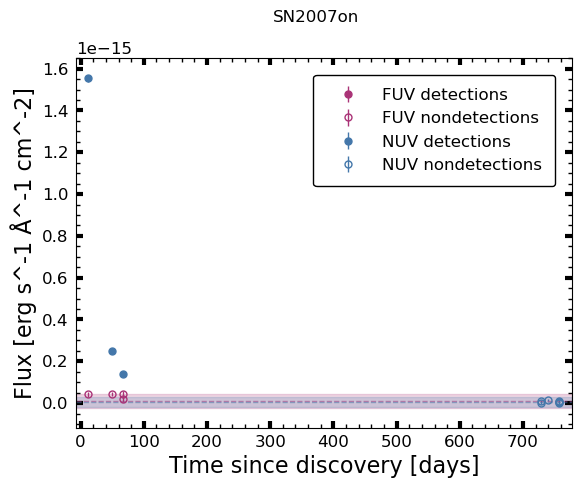 SN2007on
1e−15
1.6
1.4
1.2
1.0
0.8
0.6
0.4
0.2
0.0
Flux [erg s^-1 Å^-1 cm^-2]
FUV detections
FUV nondetections
NUV detections
NUV nondetections
0 100 200 300 400 500 600 700
Time since discovery [days]